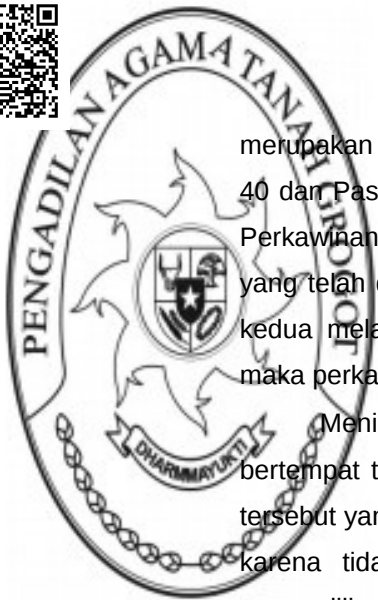 PENGADILAN AGAMA TANAH GROGOT
DHARMMAYUKTI
merupakan
40 dan Pas
Perkawinan
yang telah
kedua mela
maka perka
Meni
bertempat t
tersebut yan
karena tida
....